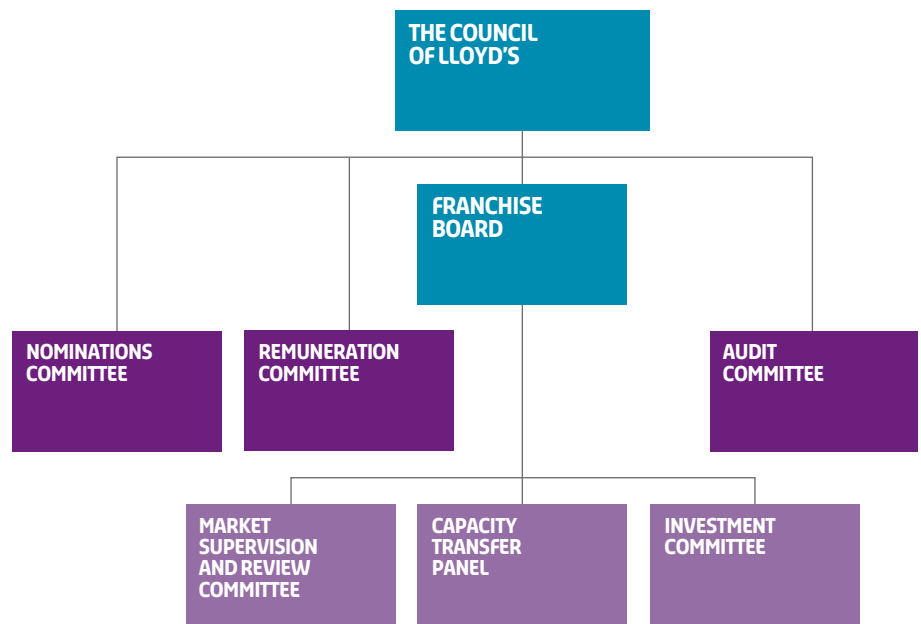 THE COUNCIL
OF LLOYD'S
FRANCHISE
BOARD
NOMINATIONS
COMMITTEE
REMUNERATION
COMMITTEE
AUDIT
COMMITTEE
MARKET
SUPERVISION
AND REVIEW
COMMITTEE
CAPACITY
TRANSFER
PANEL
INVESTMENT
COMMITTEE